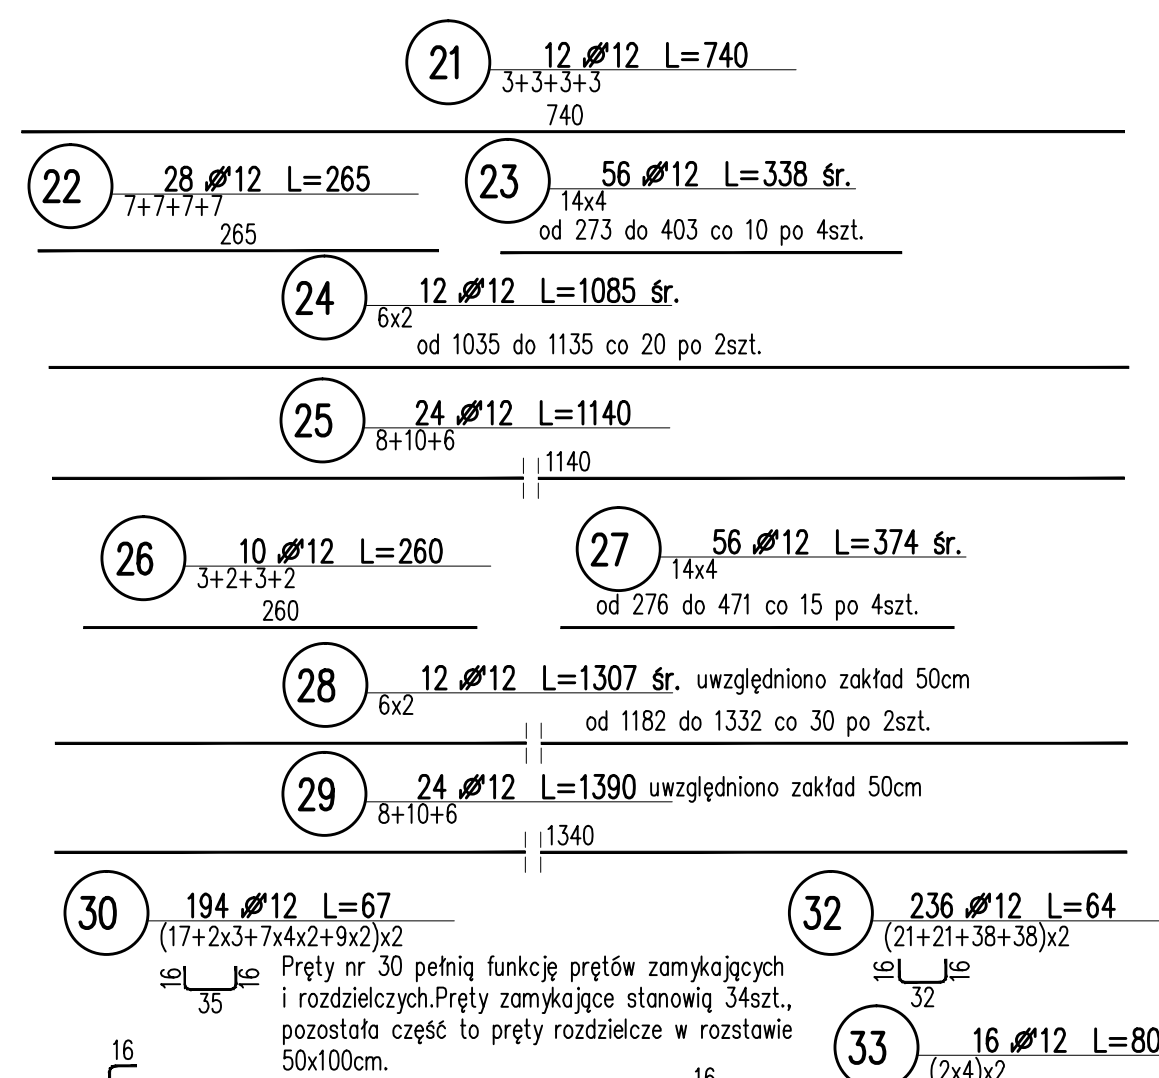 21 12 Ø12 L=740
3+3+3+3
740
22 28 Ø12 L=265
7+7+7+7
265
23 56 Ø12 L=338 śr.
14x4
od 273 do 403 co 10 po 4szt.
24 12 Ø12 L=1085 śr.
6x2
od 1035 do 1135 co 20 po 2szt.
25 24 Ø12 L=1140
8+10+6
1140
26 10 Ø12 L=260
3+2+3+2
260
27 56 Ø12 L=374 śr.
14x4
od 276 do 471 co 15 po 4szt.
28 12 Ø12 L=1307 śr. uwzględniono zakład 50cm
6x2
od 1182 do 1332 co 30 po 2szt.
29 24 Ø12 L=1390 uwzględniono zakład 50cm
8+10+6
1340
30 194 Ø12 L=67
(17+2x3+7x4x2+9x2)x2
16 16
35
Pręty nr 30 pełnią funkcję prętów zamykających
i rozdzielczych.Pręty zamykające stanowią 34szt.,
pozostała część to pręty rozdzielcze w rozstawie
50x100cm.
32 236 Ø12 L=64
(21+21+38+38)x2
16 16
32
33 16 Ø12 L=80
(2x4)x2
16
16